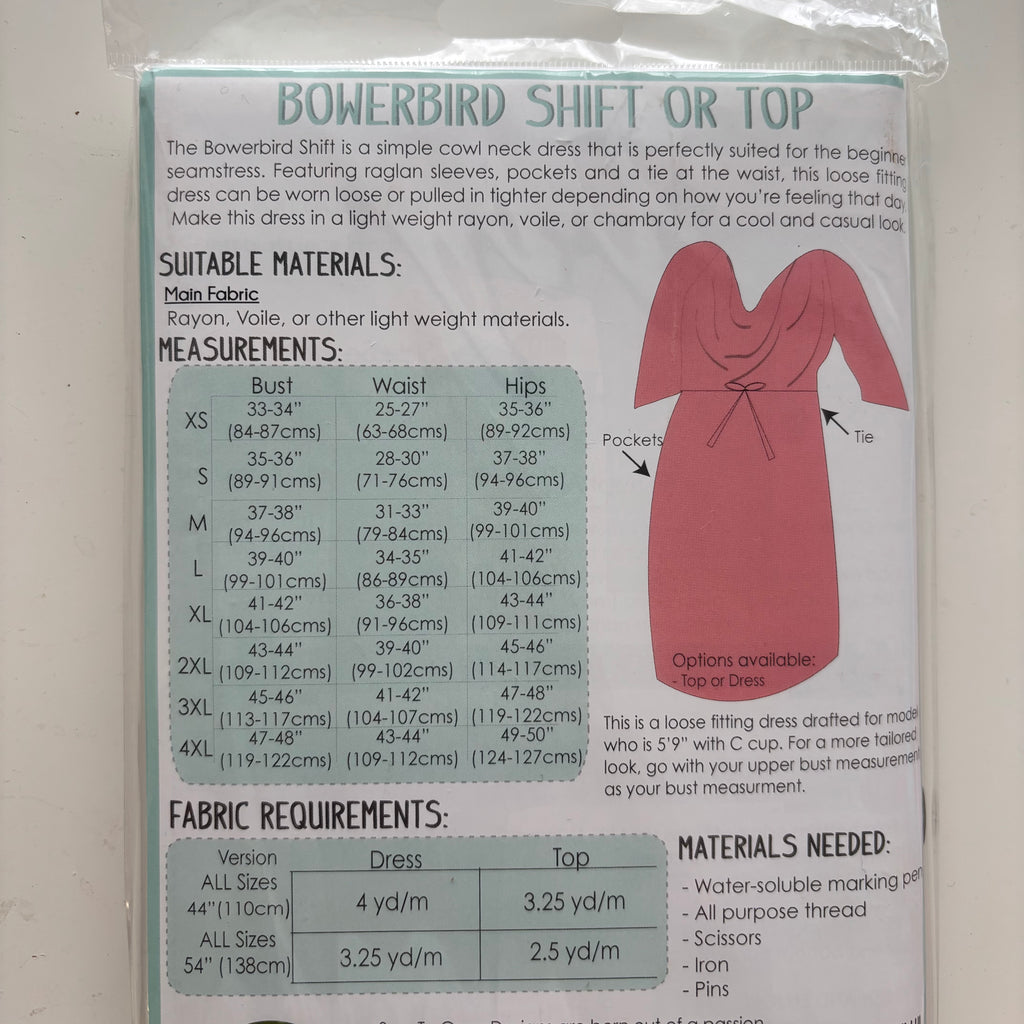 BOWERBIRD SHIFT OR TOP
The Bowerbird Shift is a simple cowl neck dress that is perfectly suited for the beginne
seamstress. Featuring raglan sleeves, pockets and a tie at the waist, this loose fitting
dress can be worn loose or pulled in tighter depending on how you're feeling that day.
Make this dress in a light weight rayon, voile, or chambray for a cool and casual look.
SUITABLE MATERIALS:
Main Fabric
Rayon, Voile, or other light weight materials.
MEASUREMENTS:
Bust Waist Hips
XS 33-34" 25-27" 35-36"
(84-87cms) (63-68cms) (89-92cms)
S 35-36" 28-30" 37-38"
(89-91cms) (71-76cms) (94-96cms)
M 37-38" 31-33" 39-40"
(94-96cms) (79-84cms) (99-101cms)
L 39-40" 34-35" 41-42"
(99-101cms) (86-89cms) (104-106cms)
XL 41-42" 36-38" 43-44"
(104-106cms) (91-96cms) (109-111cms)
2XL 43-44" 39-40" 45-46"
(109-112cms) (99-102cms) (114-117cms)
3XL 45-46" 41-42" 47-48"
(113-117cms) (104-107cms) (119-122cms)
4XL 47-48" 43-44" 49-50"
(119-122cms) (109-112cms) (124-127cms)
Pockets
Tie
Options available:
- Top or Dress
This is a loose fitting dress drafted for model
who is 5'9" with C cup. For a more tailored
look, go with your upper bust measuremen
as your bust measurment.
FABRIC REQUIREMENTS:
Version Dress Top
ALL Sizes
44"(110cm) 4 yd/m 3.25 yd/m
ALL Sizes
54" (138cm) 3.25 yd/m 2.5 yd/m
MATERIALS NEEDED:
- Water-soluble marking pen
- All purpose thread
- Scissors
- Iron
- Pins